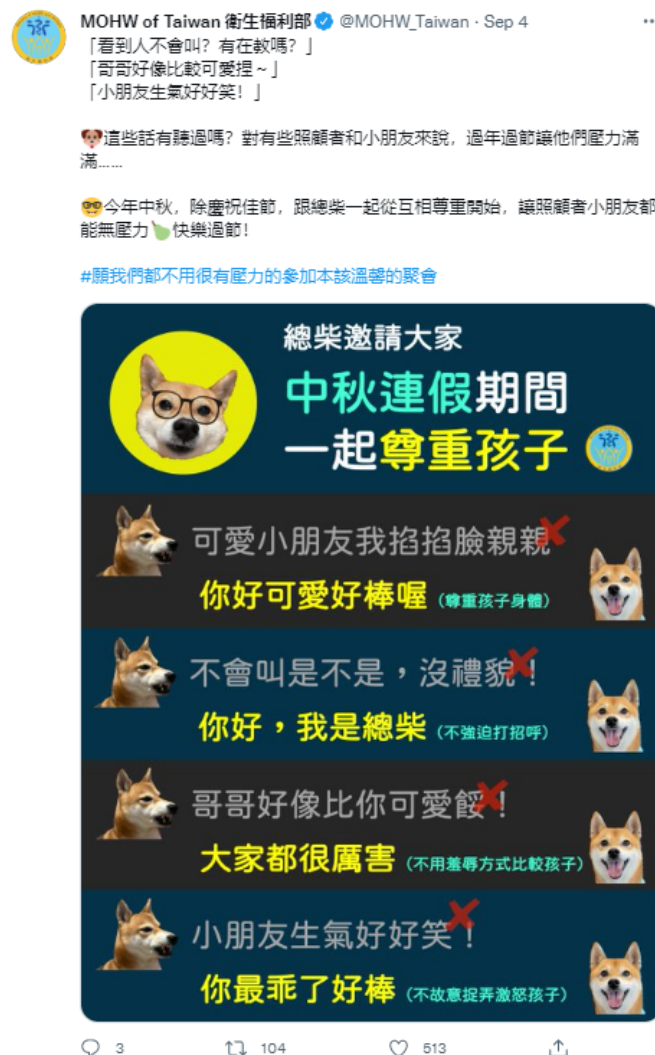 MOHW of Taiwan 衛生福利部 @MOHW_Taiwan · Sep 4
「看到人不會叫？有在教嗎？」
「哥哥好像比較可愛捏～」
「小朋友生氣好好笑！」
這些話有聽過嗎？對有些照顧者和小朋友來說，過年過節讓他們壓力滿
滿......
今年中秋，除慶祝佳節，跟總柴一起從互相尊重開始，讓照顧者小朋友都
能無壓力🍐快樂過節！
#願我們都不用很有壓力的參加本該溫馨的聚會
總柴邀請大家
中秋連假期間
一起尊重孩子
可愛小朋友我掐掐臉親親
你好可愛好棒喔（尊重孩子身體）
不會叫是不是，沒禮貌！
你好，我是總柴（不強迫打招呼）
哥哥好像比你可愛餒！
大家都很厲害（不用羞辱方式比較孩子）
小朋友生氣好好笑！
你最乖了好棒（不故意捉弄激怒孩子）
3 104 513